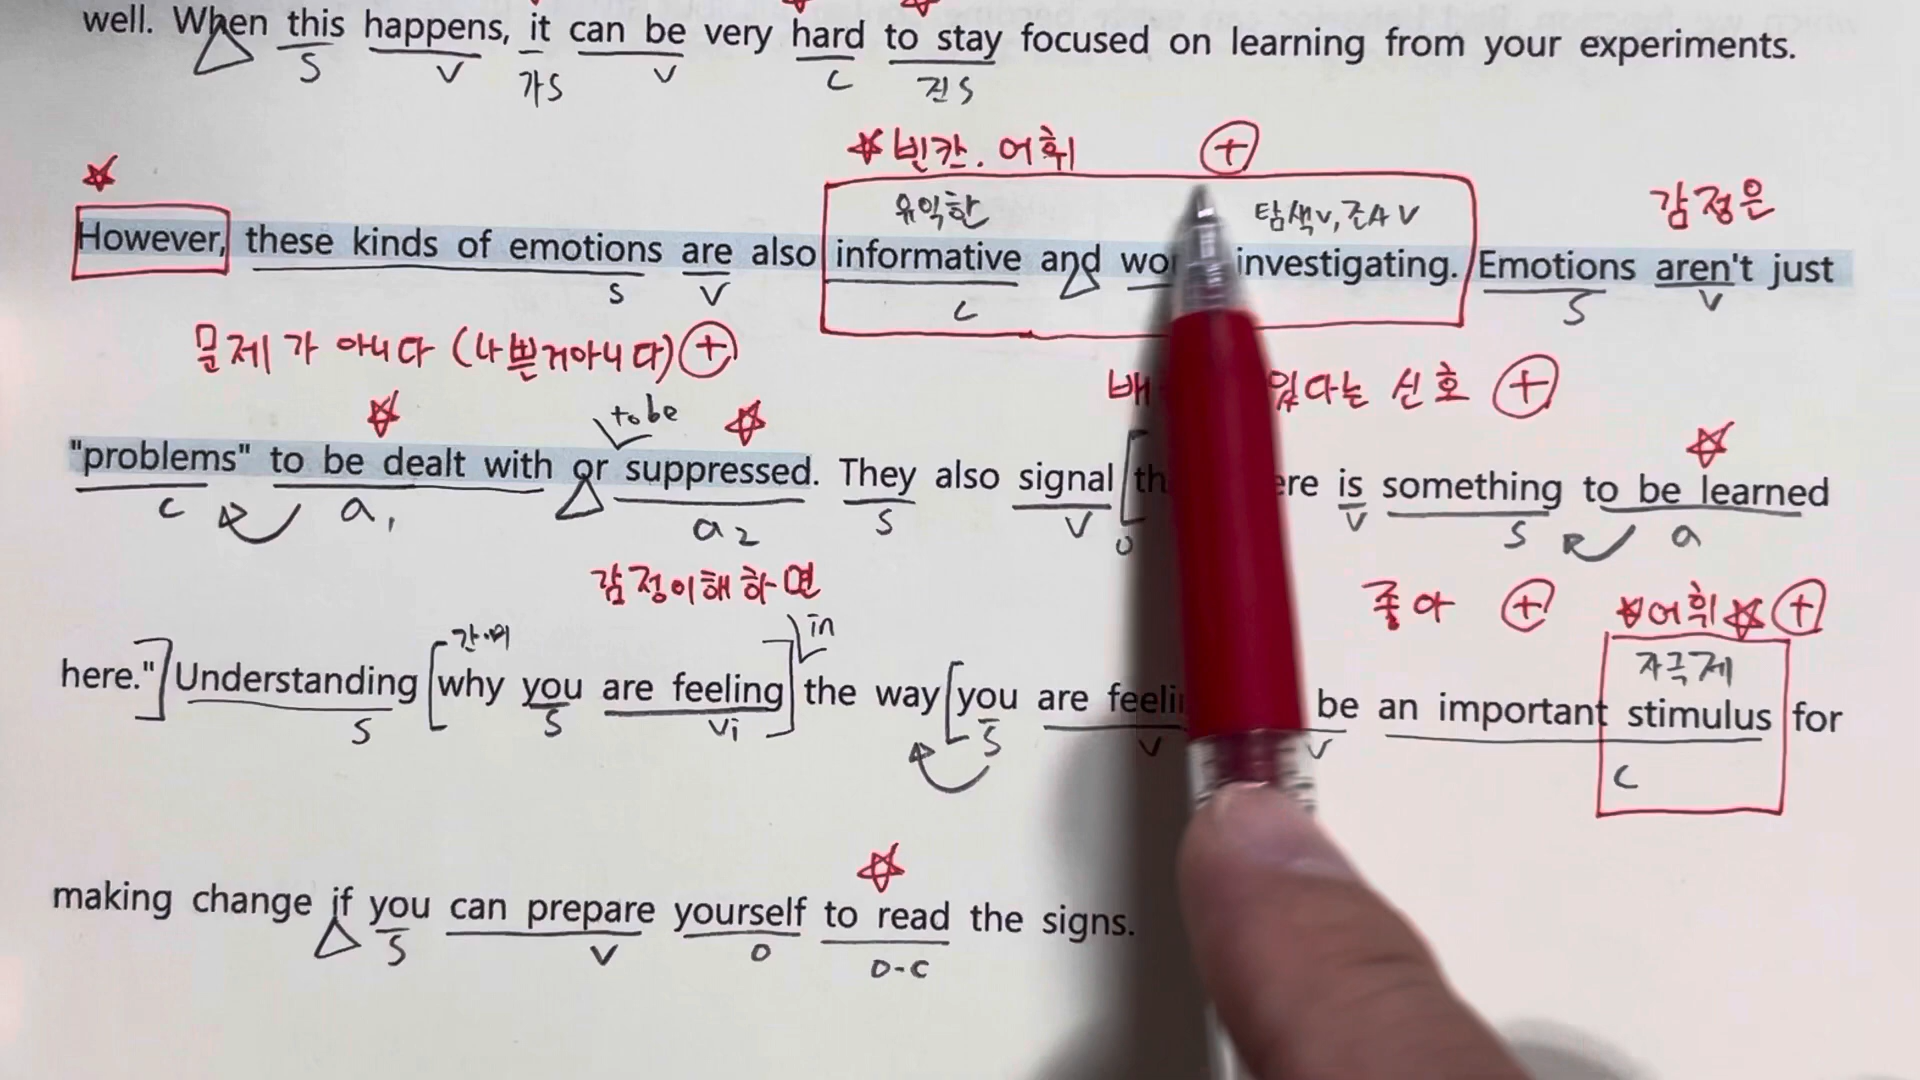 well. When this happens, it can be very hard to stay focused on learning from your experiments.
S V 가S V C 진S
★빈칸.어휘 +
유익한 탐색v,조사v 감정은
However, these kinds of emotions are also informative and investigating. Emotions aren't just
S V C S V
문제가 아니다 (나쁜거아니다) + 있다는 신호 +
to be
"problems" to be dealt with or suppressed. They also signal is something to be learned
C a1 a2 S V O V S a
감정이해하면 좋아 + ★어휘★ +
간.의 in 자극제
here." Understanding why you are feeling the way you are be an important stimulus for
S S Vi S V V C
making change if you can prepare yourself to read the signs.
S V O O-C